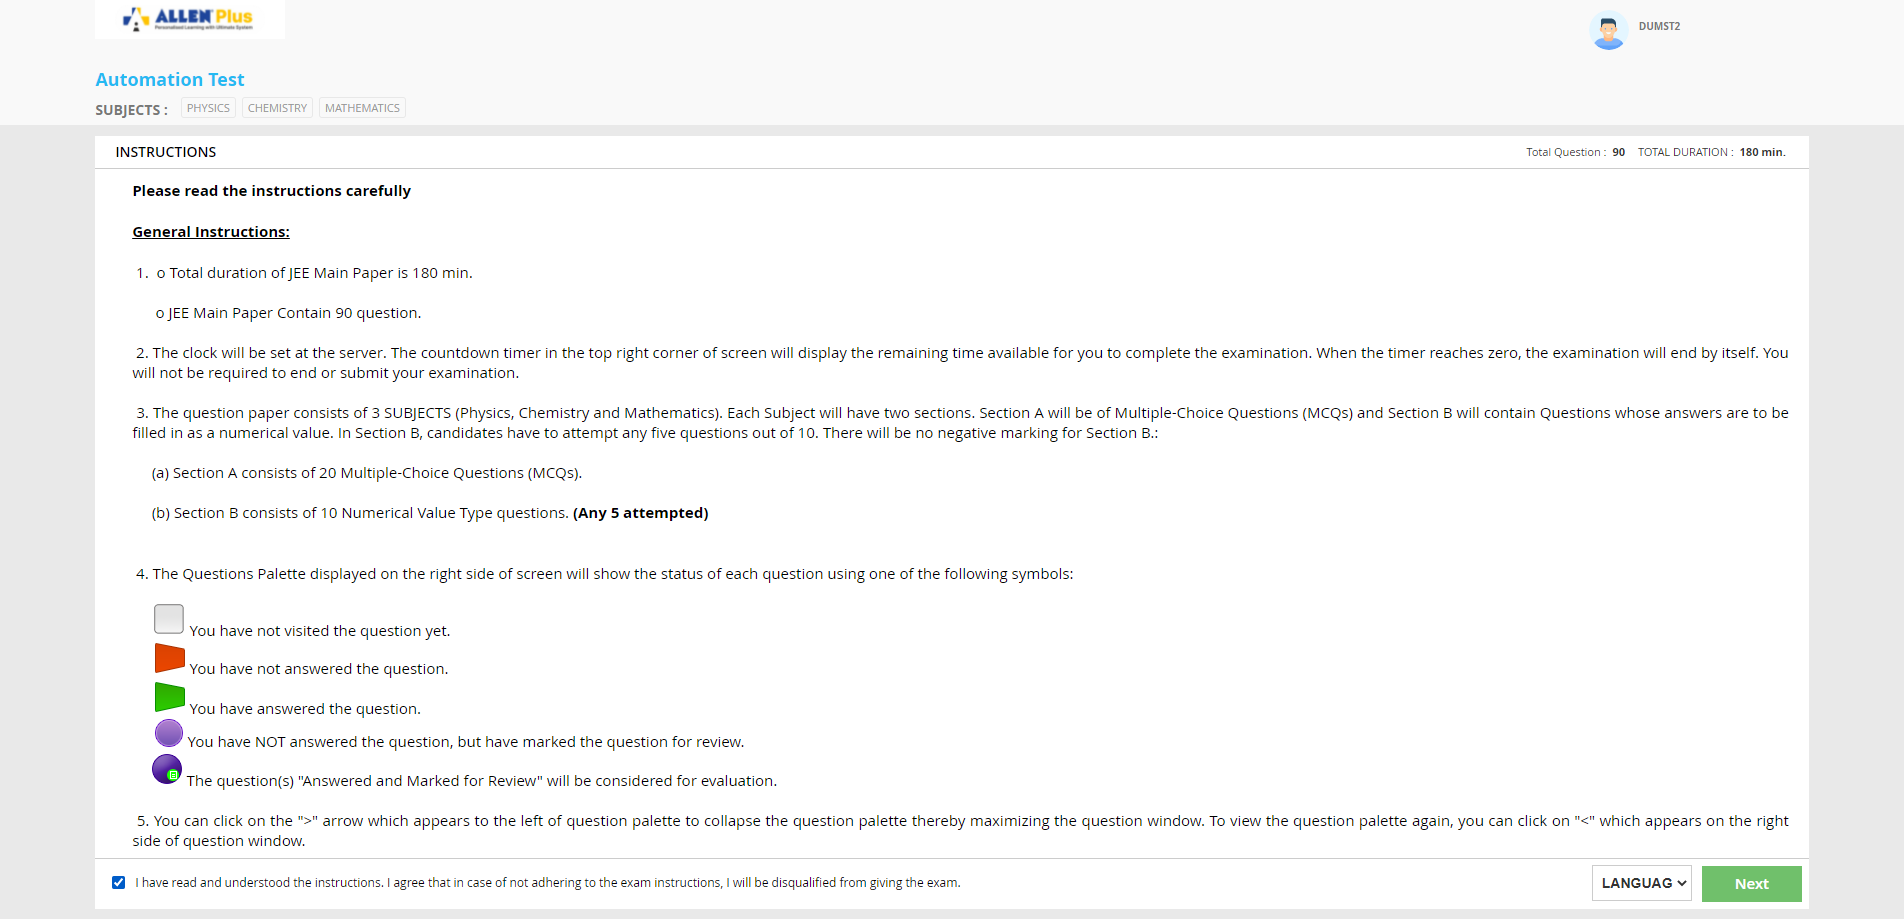 ALLEN Plus
Personalised Learning with Ultimate System
DUMST2
Automation Test
SUBJECTS : PHYSICS CHEMISTRY MATHEMATICS
INSTRUCTIONS
Total Question : 90 TOTAL DURATION : 180 min.
Please read the instructions carefully
General Instructions:
1. o Total duration of JEE Main Paper is 180 min.
o JEE Main Paper Contain 90 question.
2. The clock will be set at the server. The countdown timer in the top right corner of screen will display the remaining time available for you to complete the examination. When the timer reaches zero, the examination will end by itself. You
will not be required to end or submit your examination.
3. The question paper consists of 3 SUBJECTS (Physics, Chemistry and Mathematics). Each Subject will have two sections. Section A will be of Multiple-Choice Questions (MCQs) and Section B will contain Questions whose answers are to be
filled in as a numerical value. In Section B, candidates have to attempt any five questions out of 10. There will be no negative marking for Section B.:
(a) Section A consists of 20 Multiple-Choice Questions (MCQs).
(b) Section B consists of 10 Numerical Value Type questions. (Any 5 attempted)
4. The Questions Palette displayed on the right side of screen will show the status of each question using one of the following symbols:
You have not visited the question yet.
You have not answered the question.
You have answered the question.
You have NOT answered the question, but have marked the question for review.
The question(s) "Answered and Marked for Review" will be considered for evaluation.
5. You can click on the ">" arrow which appears to the left of question palette to collapse the question palette thereby maximizing the question window. To view the question palette again, you can click on "<" which appears on the right
side of question window.
I have read and understood the instructions. I agree that in case of not adhering to the exam instructions, I will be disqualified from giving the exam.
LANGUAG
Next